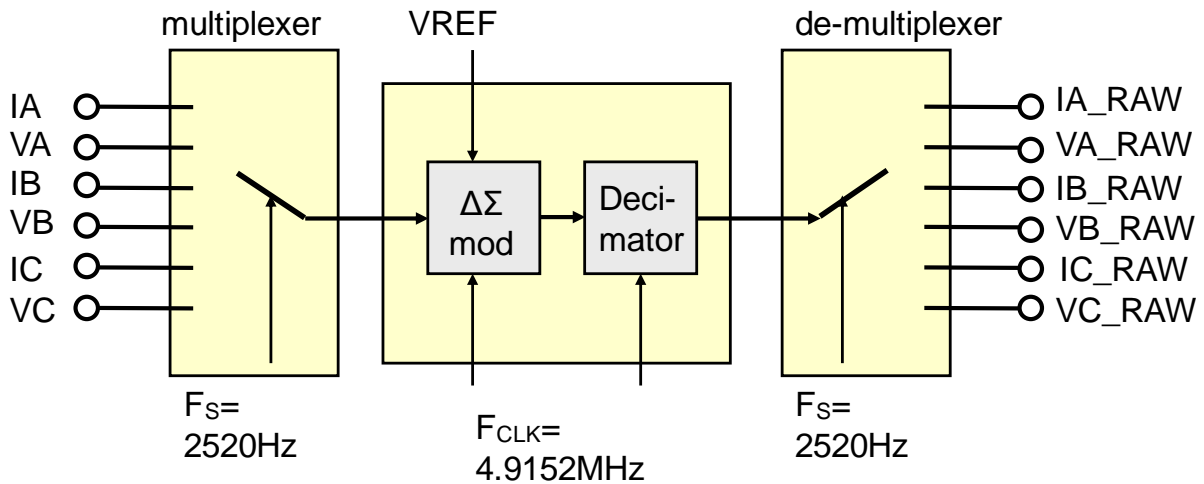 multiplexer
VREF
de-multiplexer
IA
VA
IB
VB
IC
VC
ΔΣ
mod
Deci-
mator
IA_RAW
VA_RAW
IB_RAW
VB_RAW
IC_RAW
VC_RAW
FS=
2520Hz
FCLK=
4.9152MHz
FS=
2520Hz